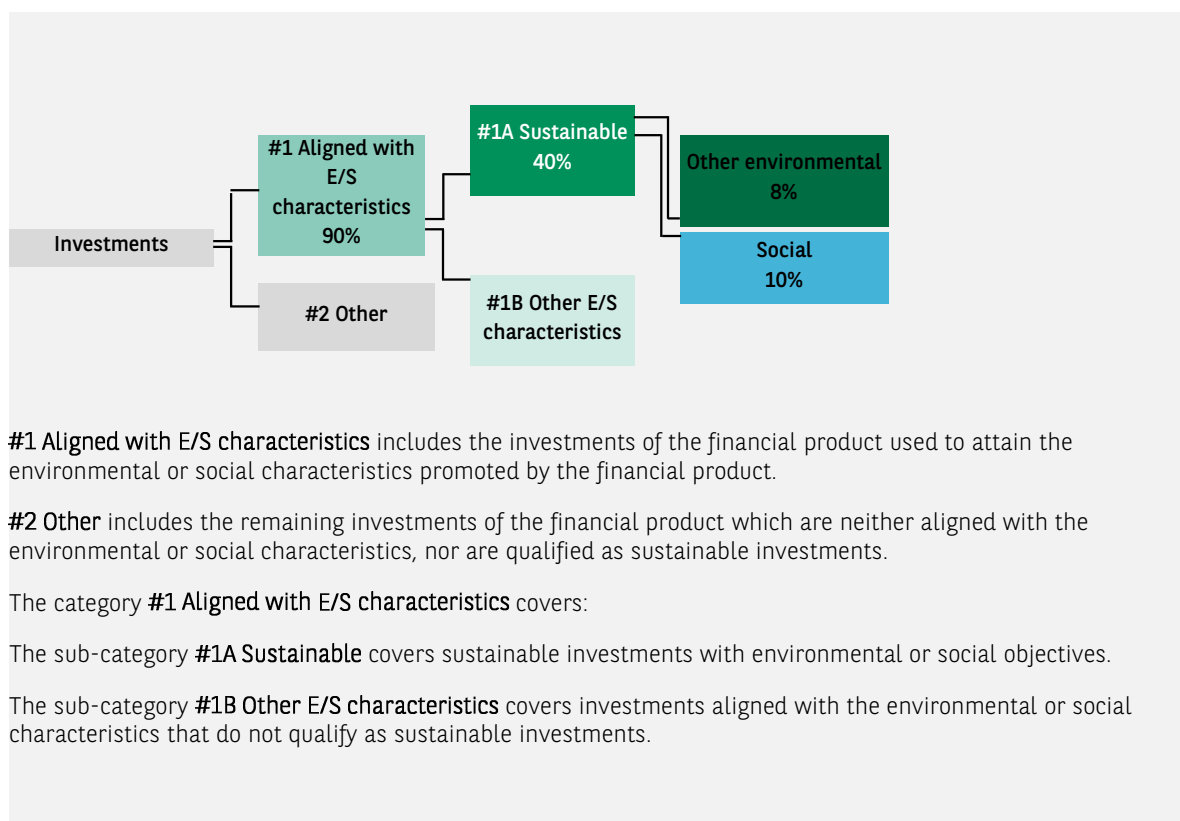 #1 Aligned with
E/S
characteristics
90%
#1A Sustainable
40%
Other environmental
8%
Investments
Social
10%
#2 Other
#1B Other E/S
characteristics
#1 Aligned with E/S characteristics includes the investments of the financial product used to attain the
environmental or social characteristics promoted by the financial product.
#2 Other includes the remaining investments of the financial product which are neither aligned with the
environmental or social characteristics, nor are qualified as sustainable investments.
The category #1 Aligned with E/S characteristics covers:
The sub-category #1A Sustainable covers sustainable investments with environmental or social objectives.
The sub-category #1B Other E/S characteristics covers investments aligned with the environmental or social
characteristics that do not qualify as sustainable investments.